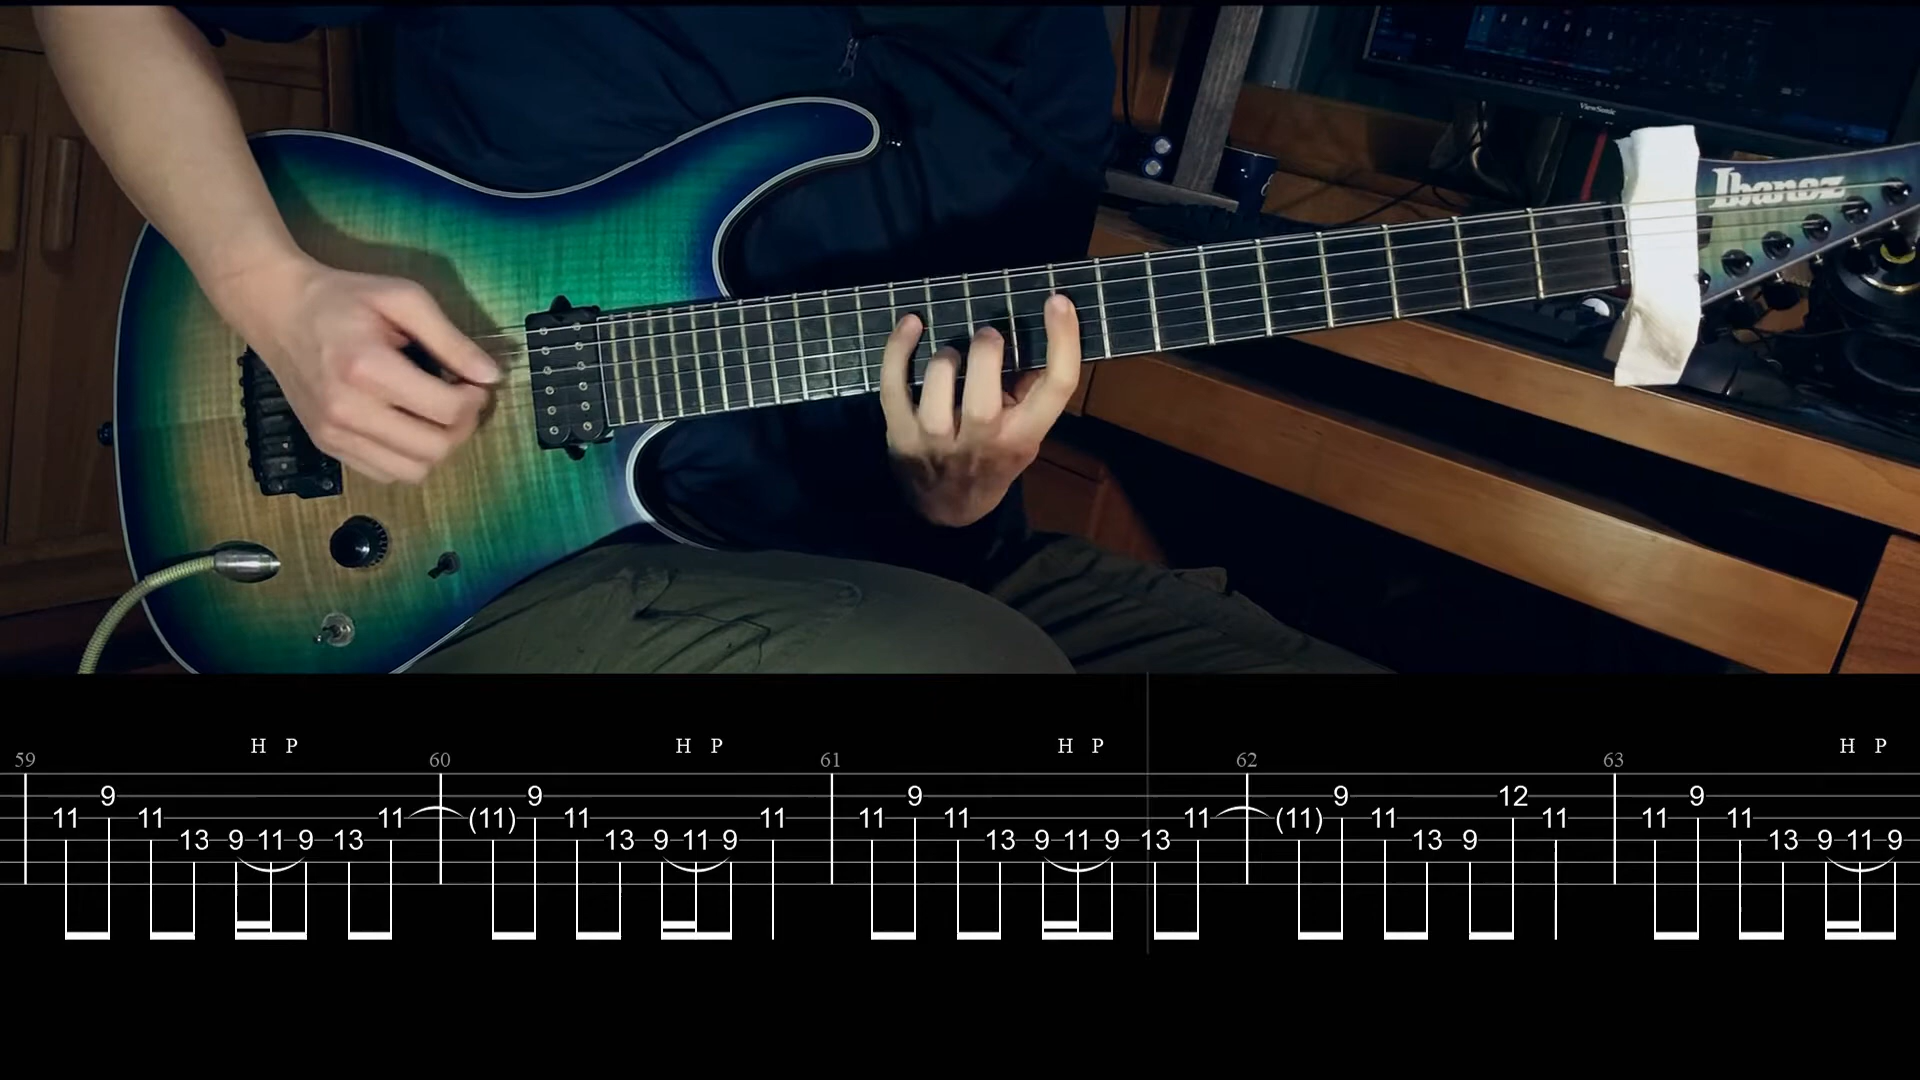 ViewSonic
Ibanez
H P H P H P H P
59 60 61 62 63
9 9 9 9 12 9
11 11 11 (11) 11 11 11 11 11 (11) 11 11 11 11
13 9 11 9 13 13 9 11 9 13 9 11 9 13 13 9 13 9 11 9